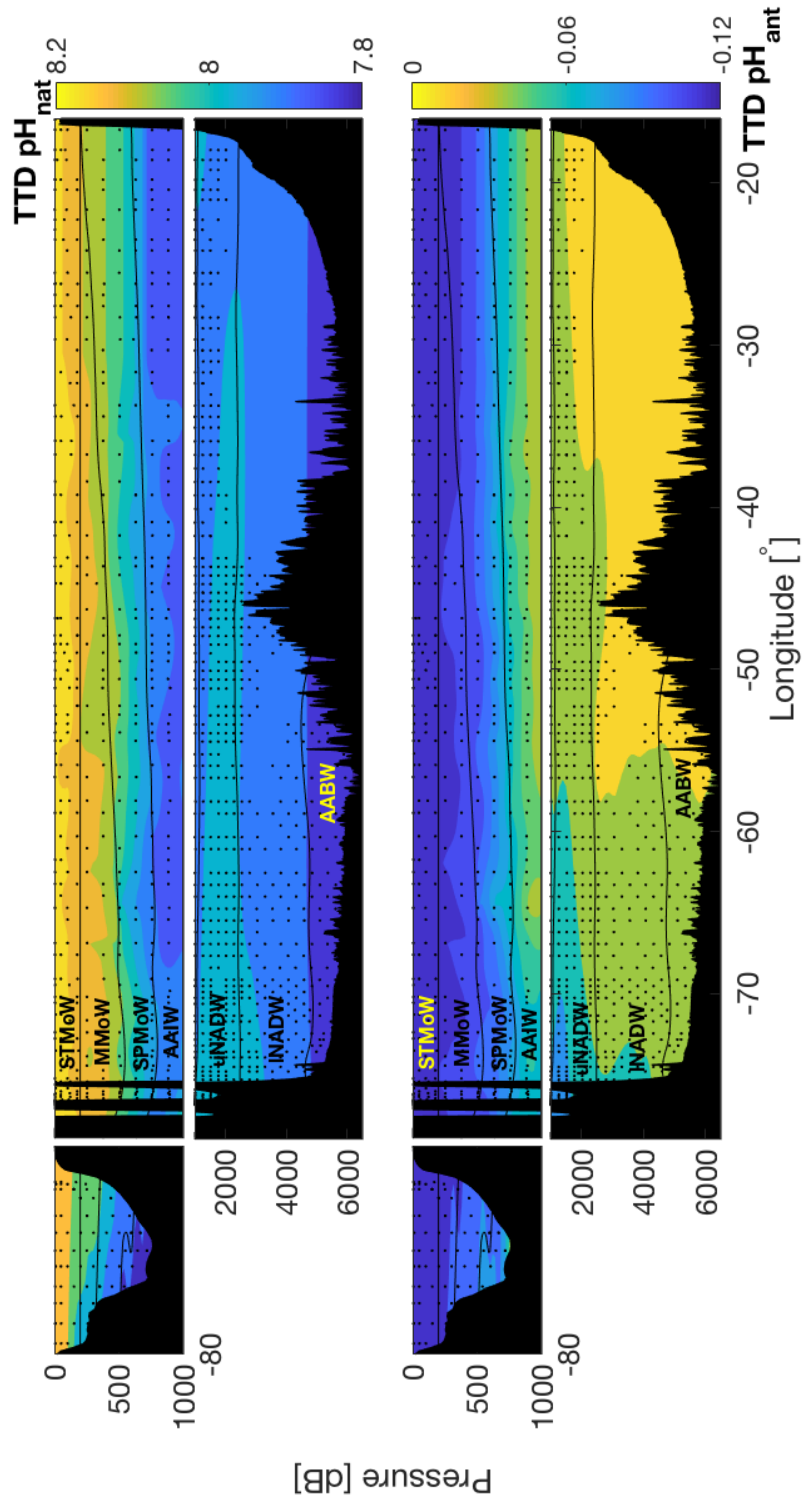 TTD pH_nat
8.2
8
7.8
0
500
1000
STMoW
MMoW
SPMoW
AAIW
2000
4000
6000
uNADW
lNADW
AABW
-80
TTD pH_ant
0
-0.06
-0.12
0
500
1000
STMoW
MMoW
SPMoW
AAIW
2000
4000
6000
uNADW
lNADW
AABW
-80
-70
-60
-50
-40
-30
-20
Longitude [°]
Pressure [dB]